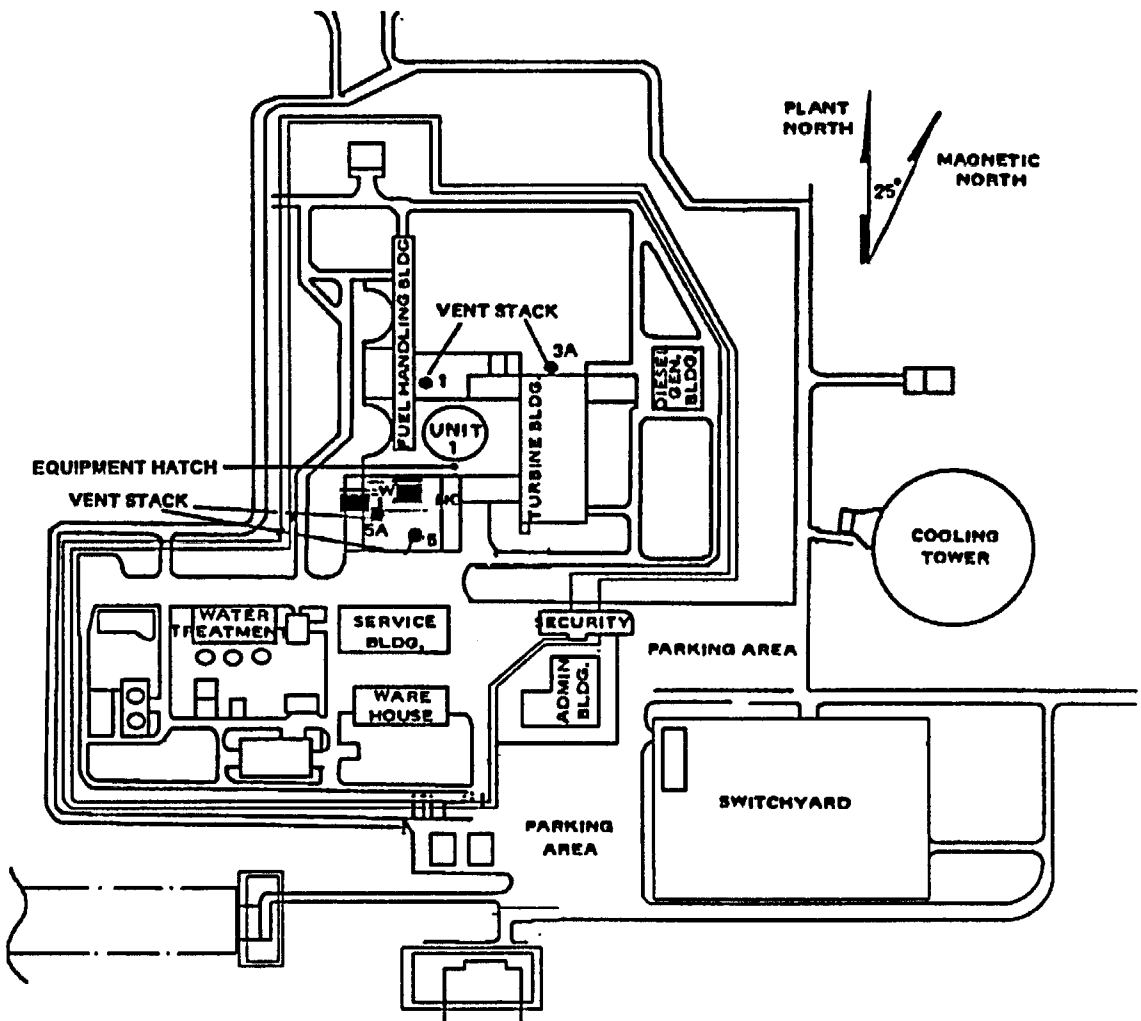 PLANT
NORTH
MAGNETIC
NORTH
25°
FUEL HANDLING BLDG
VENT STACK
1
3A
DIESEL
GEN.
BLDG.
TURBINE BLDG.
UNIT
1
EQUIPMENT HATCH
VENT STACK
W
5A
5
COOLING
TOWER
WATER
TREATMEN
SERVICE
BLDG.
SECURITY
PARKING AREA
ADMIN
BLDG.
WARE
HOUSE
SWITCHYARD
PARKING
AREA